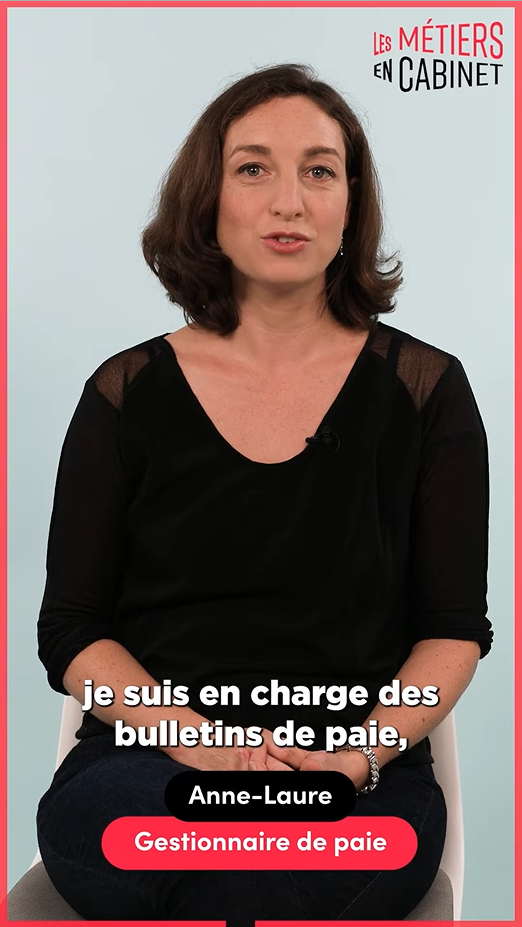 LES MÉTIERS
EN CABINET
je suis en charge des
bulletins de paie,
Anne-Laure
Gestionnaire de paie